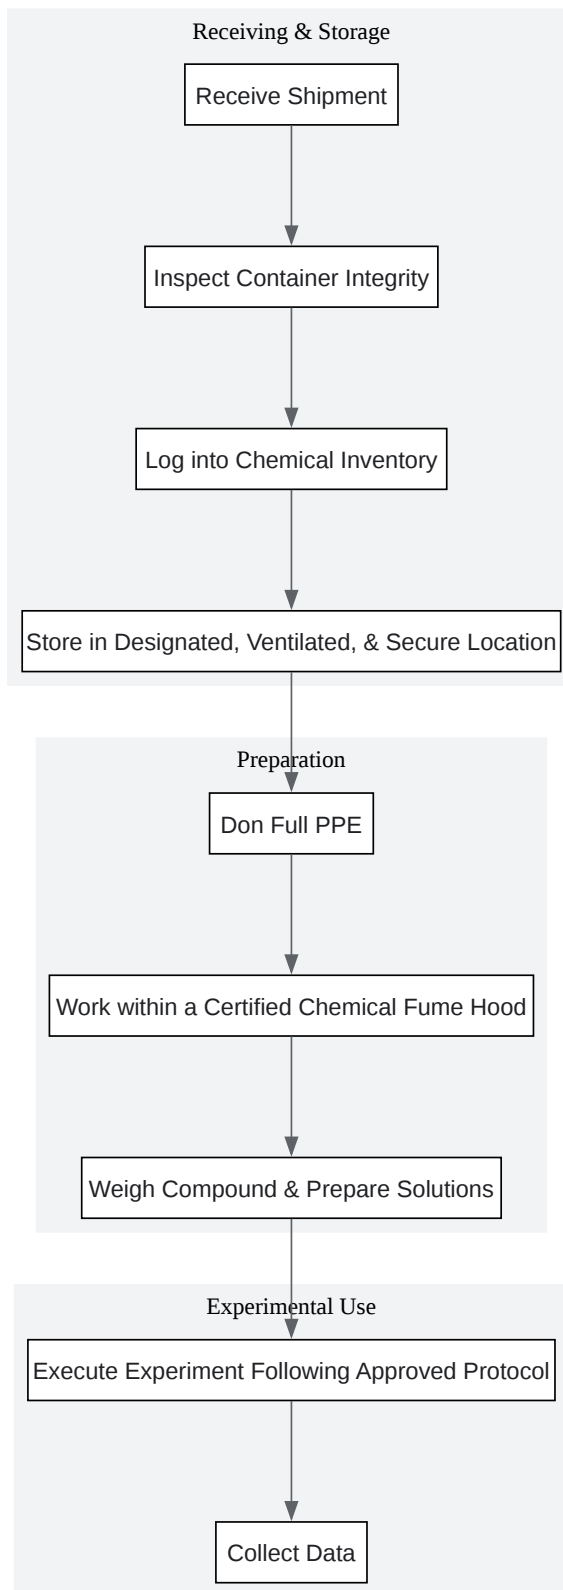 Receiving & Storage
Receive Shipment
Inspect Container Integrity
Log into Chemical Inventory
Store in Designated, Ventilated, & Secure Location
Preparation
Don Full PPE
Work within a Certified Chemical Fume Hood
Weigh Compound & Prepare Solutions
Experimental Use
Execute Experiment Following Approved Protocol
Collect Data